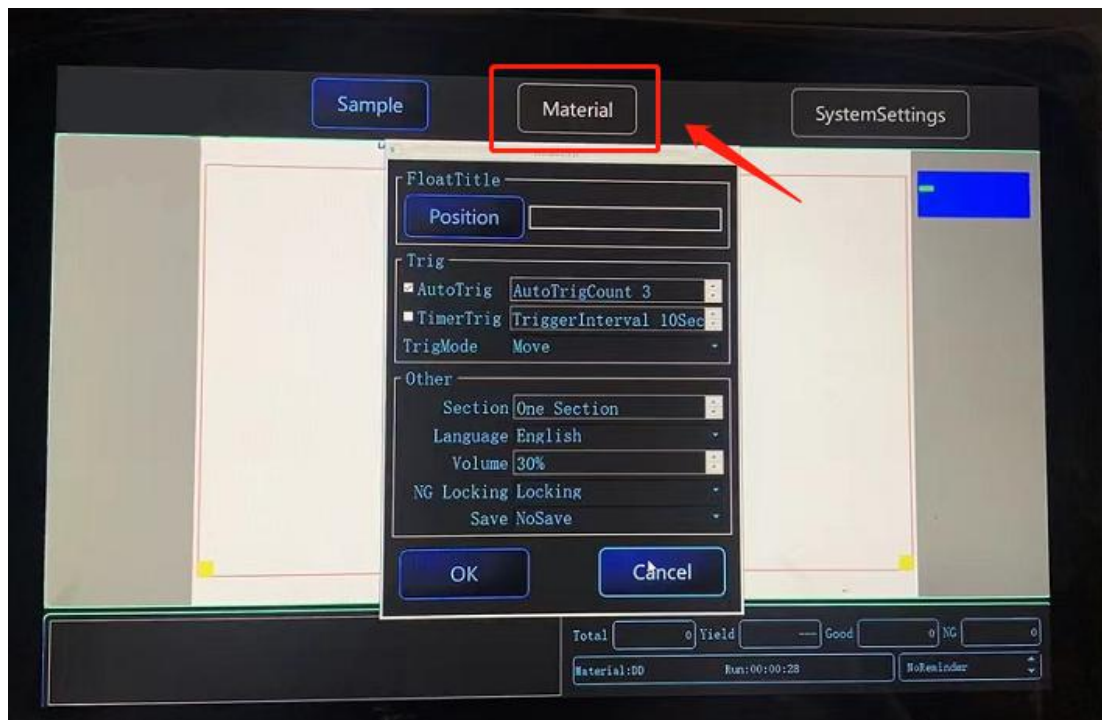 Sample Material SystemSettings
FloatTitle
Position
Trig
AutoTrig AutoTrigCount 3
TimerTrig TriggerInterval 10Sec
TrigMode Move
Other
Section One Section
Language English
Volume 30%
NG Locking Locking
Save NoSave
OK Cancel
Total 0 Yield --- Good 0 NG 0
Material:DD Run:00:00:28 NoReminder